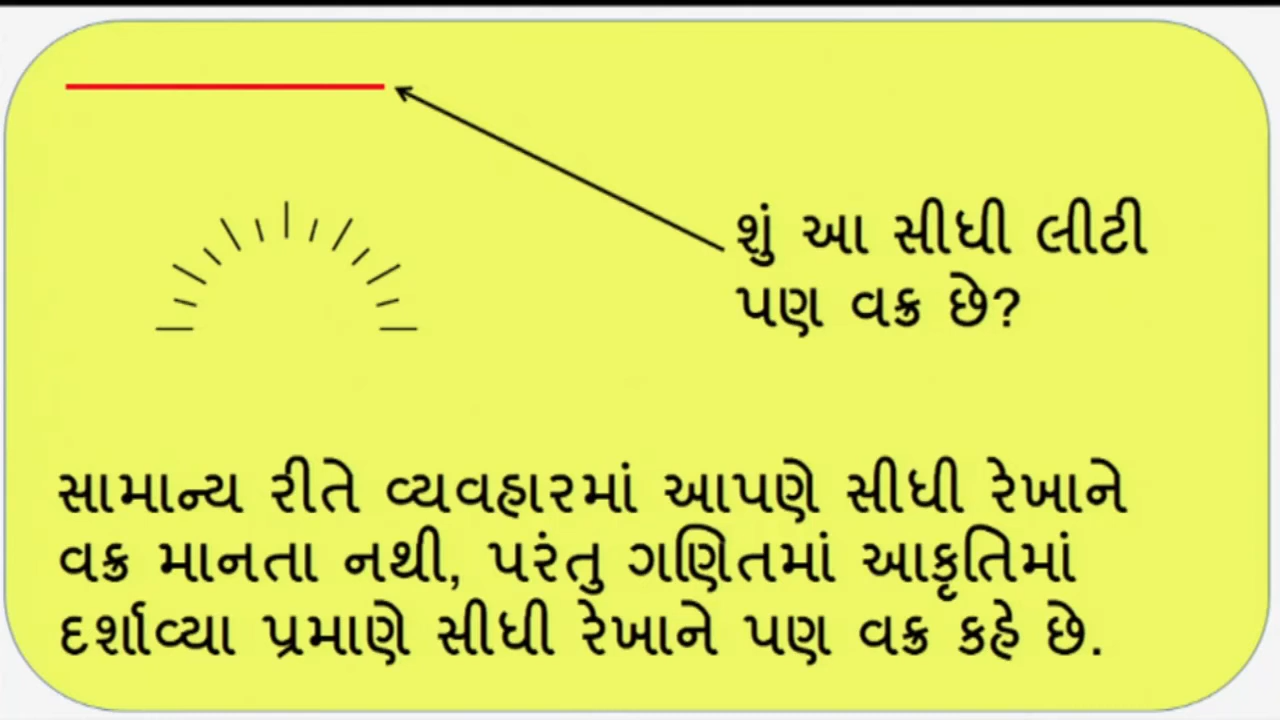 શું આ સીધી લીટી
પણ વક્ર છે?
સામાન્ય રીતે વ્યવહારમાં આપણે સીધી રેખાને
વક્ર માનતા નથી, પરંતુ ગણિતમાં આકૃતિમાં
દર્શાવ્યા પ્રમાણે સીધી રેખાને પણ વક્ર કહે છે.